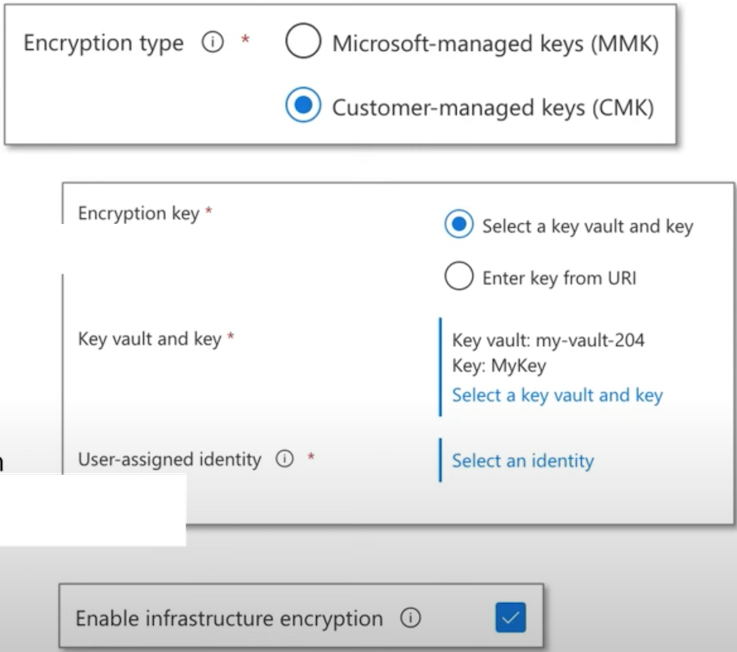 Encryption type * Microsoft-managed keys (MMK)
Customer-managed keys (CMK)
Encryption key * Select a key vault and key
Enter key from URI
Key vault and key * Key vault: my-vault-204
Key: MyKey
Select a key vault and key
User-assigned identity * Select an identity
Enable infrastructure encryption